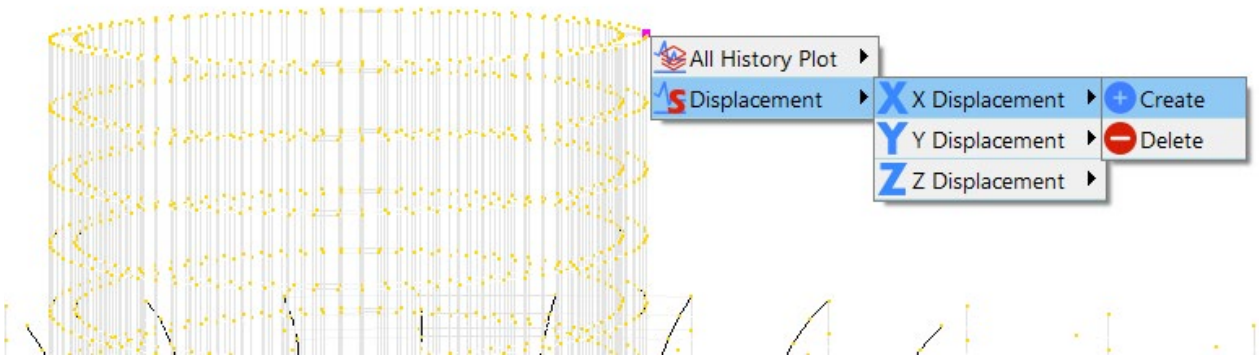 All History Plot
Displacement
X X Displacement
Create
Y Y Displacement
Delete
Z Z Displacement